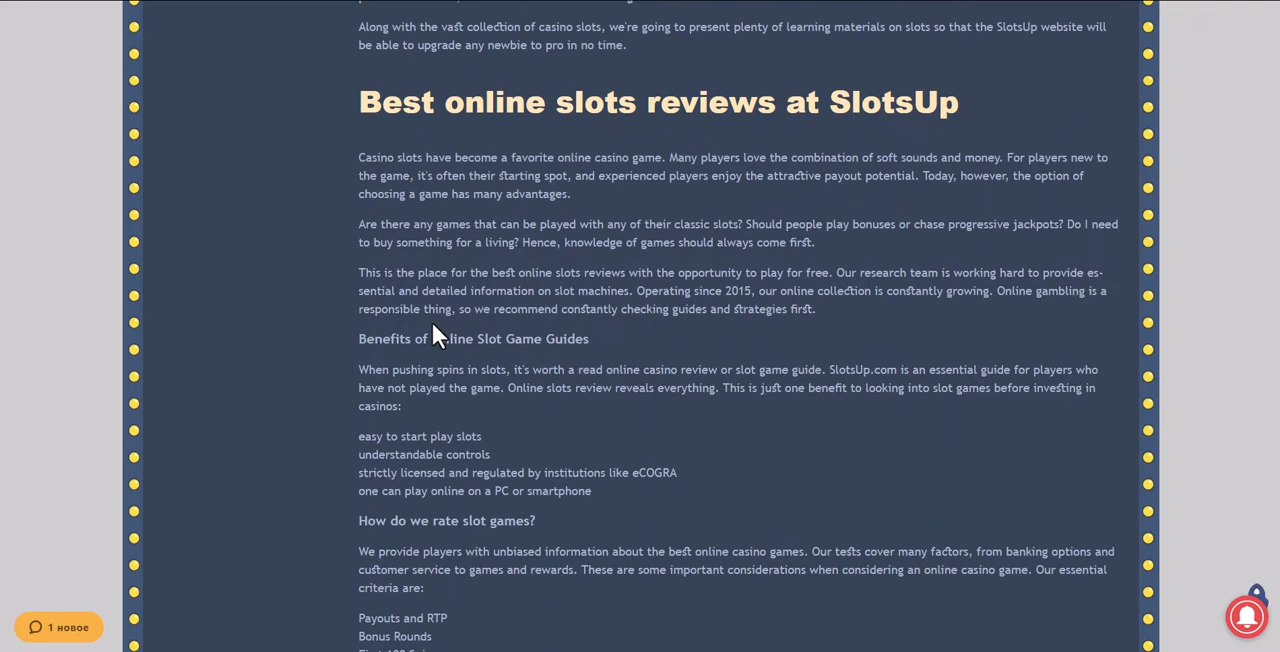 Along with the vast collection of casino slots, we're going to present plenty of learning materials on slots so that the SlotsUp website will
be able to upgrade any newbie to pro in no time.
Best online slots reviews at SlotsUp
Casino slots have become a favorite online casino game. Many players love the combination of soft sounds and money. For players new to
the game, it's often their starting spot, and experienced players enjoy the attractive payout potential. Today, however, the option of
choosing a game has many advantages.
Are there any games that can be played with any of their classic slots? Should people play bonuses or chase progressive jackpots? Do I need
to buy something for a living? Hence, knowledge of games should always come first.
This is the place for the best online slots reviews with the opportunity to play for free. Our research team is working hard to provide es-
sential and detailed information on slot machines. Operating since 2015, our online collection is constantly growing. Online gambling is a
responsible thing, so we recommend constantly checking guides and strategies first.
Benefits of line Slot Game Guides
When pushing spins in slots, it's worth a read online casino review or slot game guide. SlotsUp.com is an essential guide for players who
have not played the game. Online slots review reveals everything. This is just one benefit to looking into slot games before investing in
casinos:
easy to start play slots
understandable controls
strictly licensed and regulated by institutions like eCOGRA
one can play online on a PC or smartphone
How do we rate slot games?
We provide players with unbiased information about the best online casino games. Our tests cover many factors, from banking options and
customer service to games and rewards. These are some important considerations when considering an online casino game. Our essential
criteria are:
Payouts and RTP
Bonus Rounds
1 новое